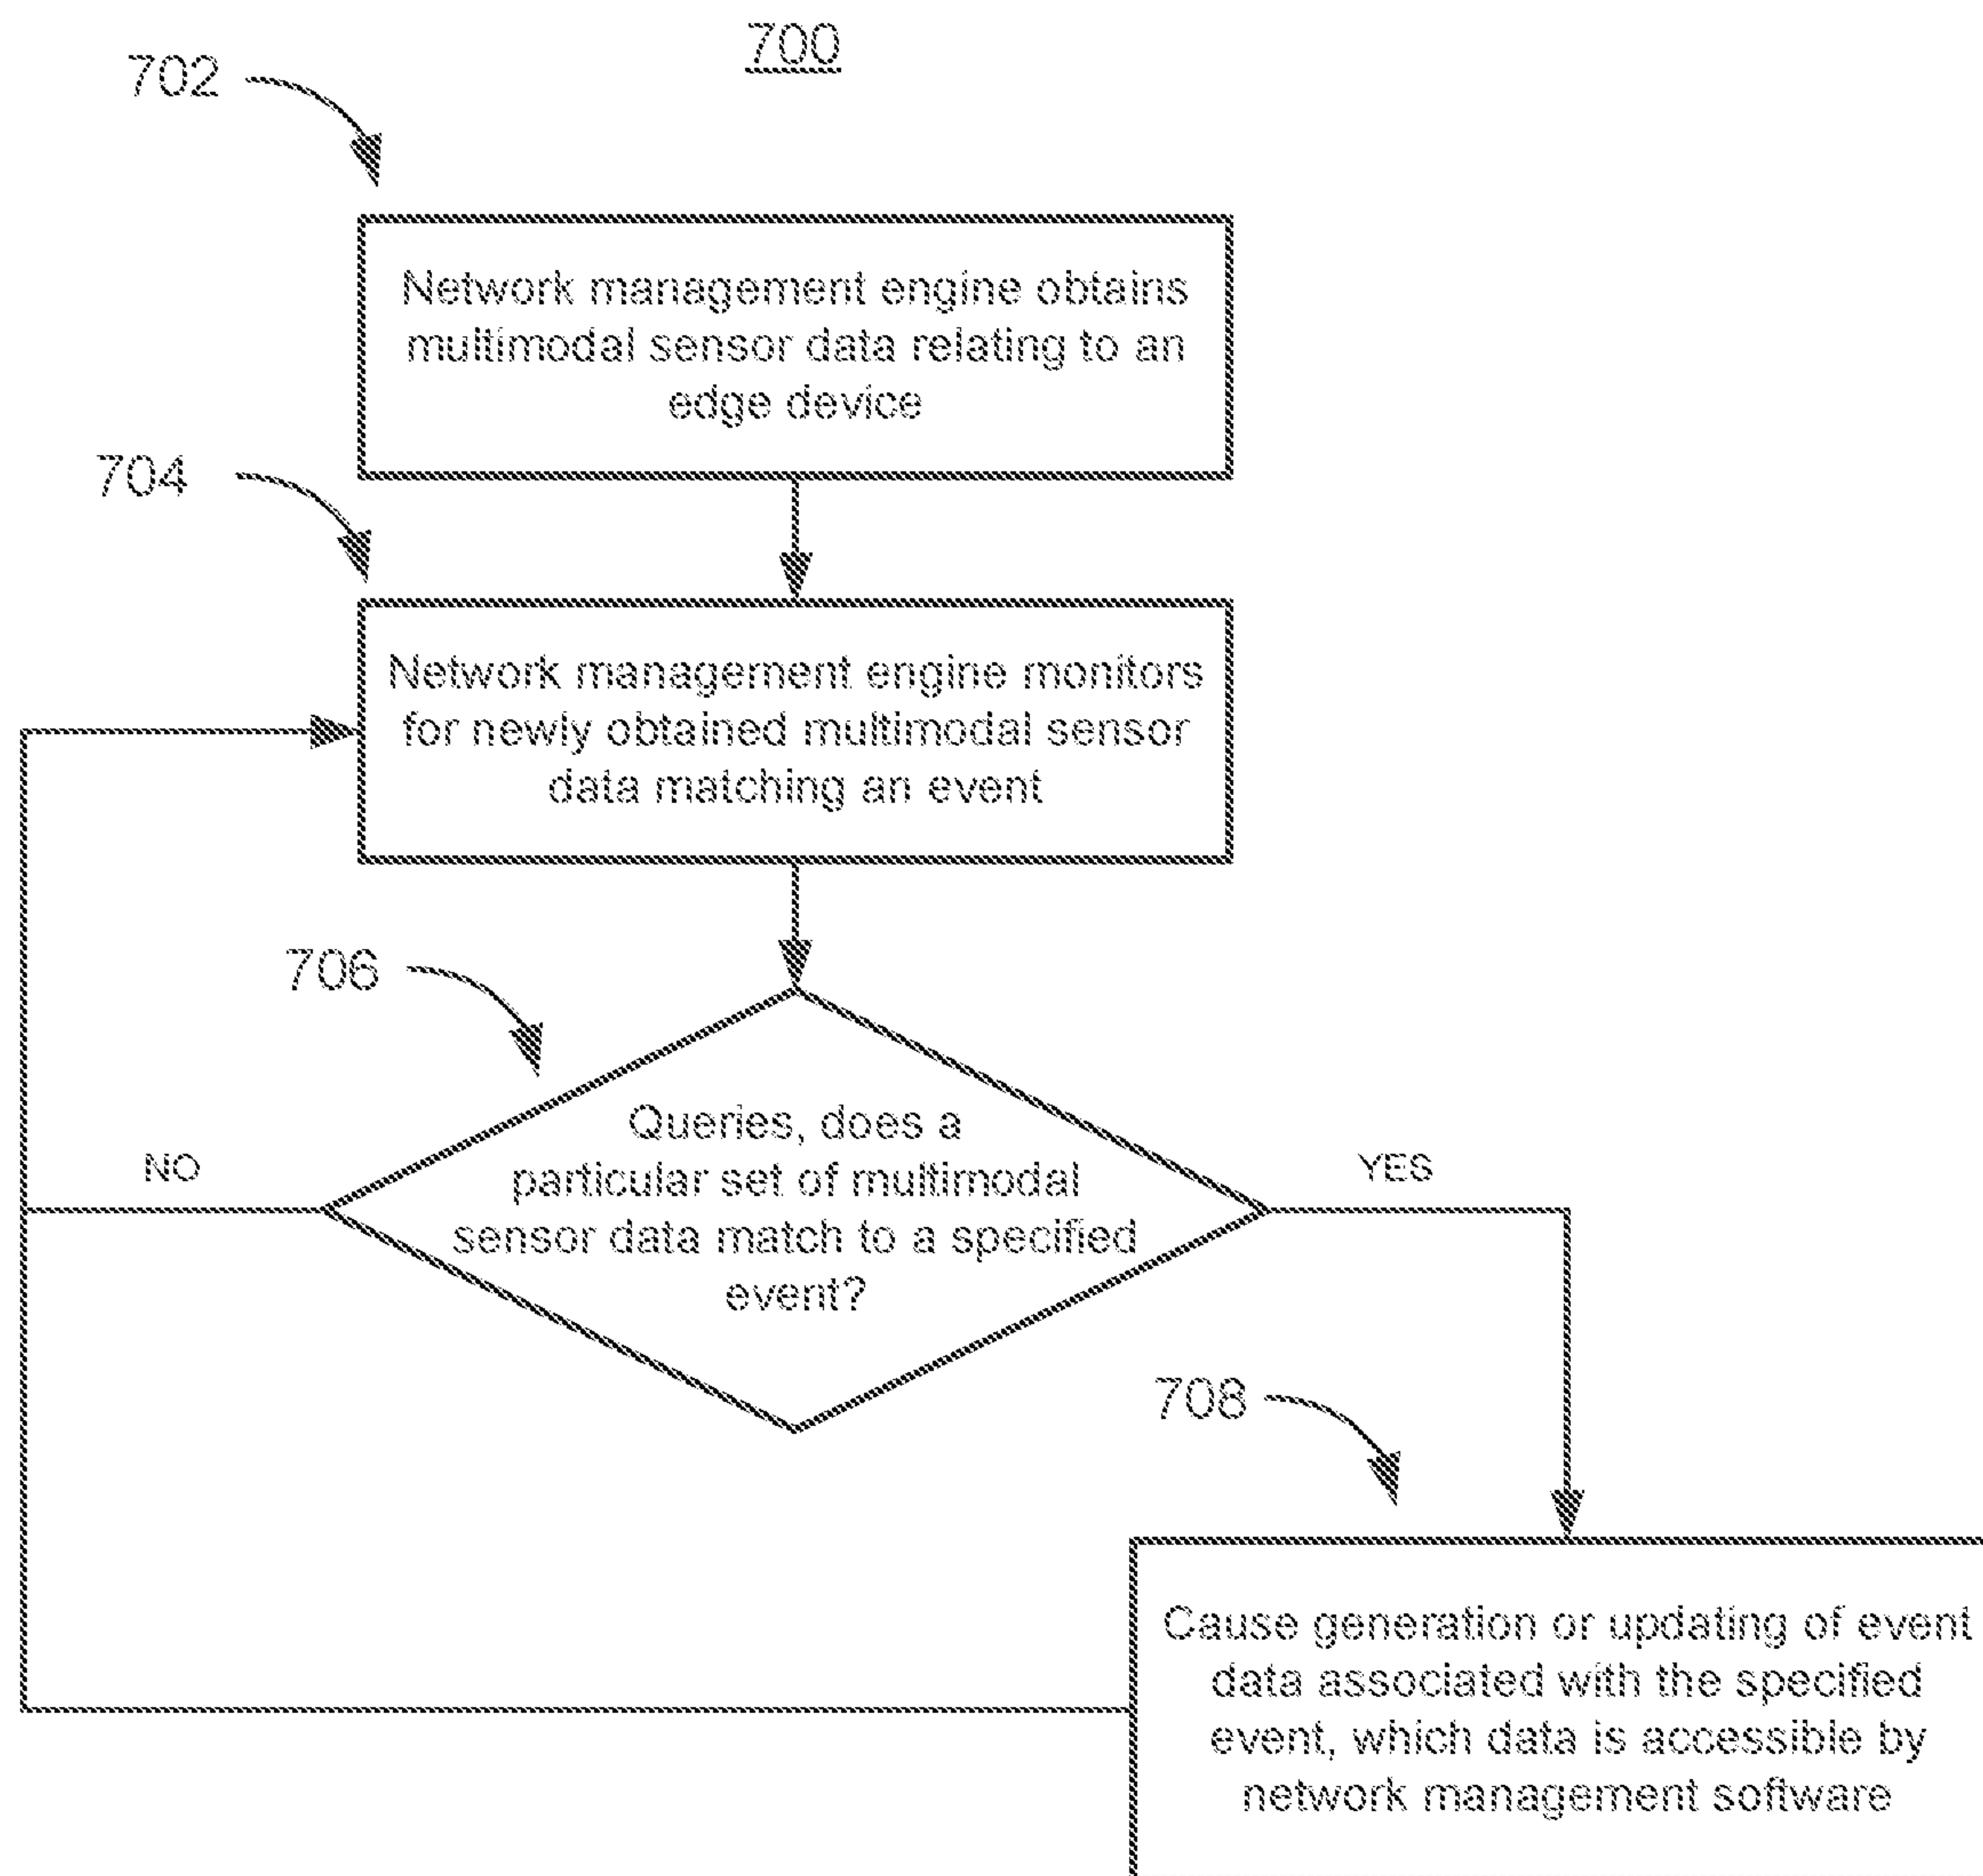 700
702
Network management engine obtains
multimodal sensor data relating to an
edge device
704
Network management engine monitors
for newly obtained multimodal sensor
data matching an event
706
Queries, does a
particular set of multimodal
sensor data match to a specified
event?
NO
YES
708
Cause generation or updating of event
data associated with the specified
event, which data is accessible by
network management software